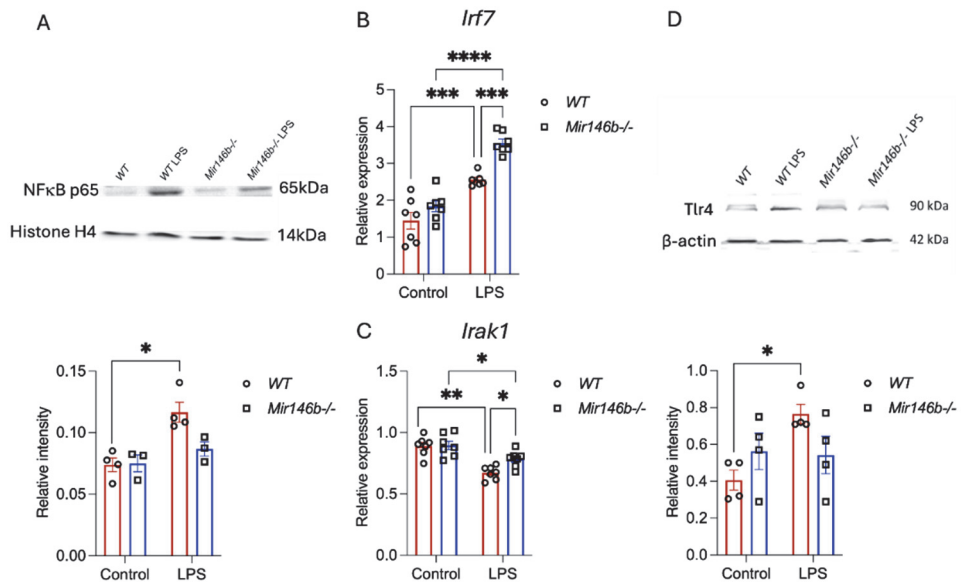 A
WT
WT LPS
Mir146b-/-
Mir146b-/- LPS
NFκB p65
65kDa
Histone H4
14kDa
*
0.15
0.10
0.05
0.00
Relative intensity
Control
LPS
WT
Mir146b-/-
B
Irf7
****
*** ***
5
4
3
2
1
0
Relative expression
Control
LPS
WT
Mir146b-/-
C
Irak1
*
** *
1.5
1.0
0.5
0.0
Relative expression
Control
LPS
WT
Mir146b-/-
D
WT
WT LPS
Mir146b-/-
Mir146b-/- LPS
Tlr4
90 kDa
β-actin
42 kDa
*
1.0
0.8
0.6
0.4
0.2
0.0
Relative intensity
Control
LPS
WT
Mir146b-/-